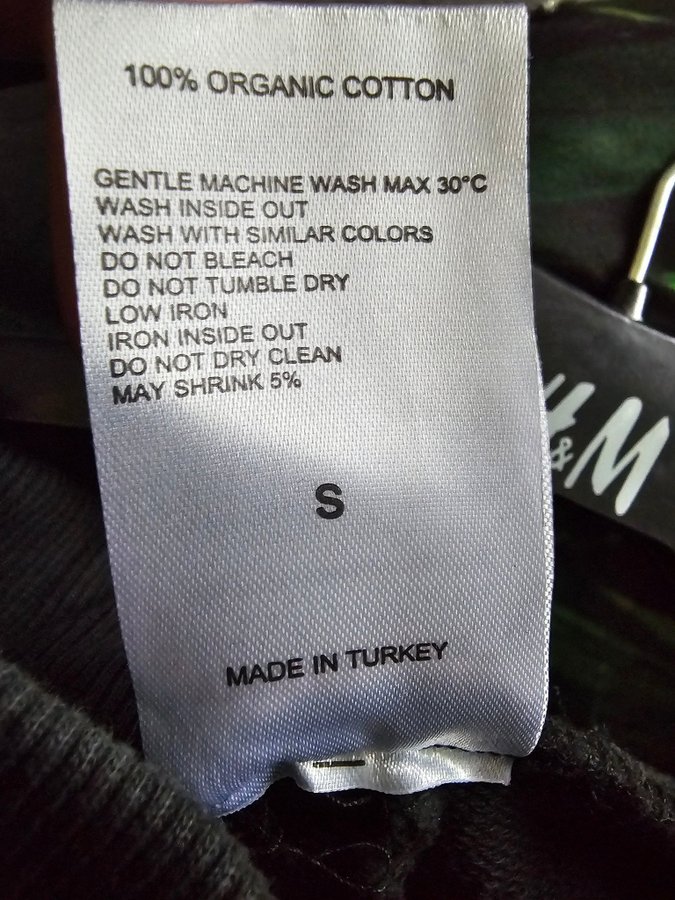 100% ORGANIC COTTON
GENTLE MACHINE WASH MAX 30°C
WASH INSIDE OUT
WASH WITH SIMILAR COLORS
DO NOT BLEACH
DO NOT TUMBLE DRY
LOW IRON
IRON INSIDE OUT
DO NOT DRY CLEAN
MAY SHRINK 5%
S
MADE IN TURKEY
H&M